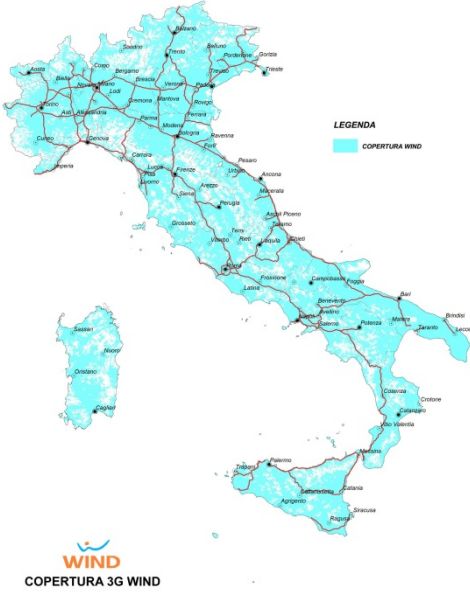 Bolzano
Sondrio
Trento
Belluno
Gorizia
Pordenone
Aosta
Como
Bergamo
Treviso
Trieste
Biella
Milano
Brescia
Verona
Padova
Novara
Lodi
Torino
Cremona
Mantova
Rovigo
Asti
Alessandria
Parma
Ferrara
Modena
Cuneo
Genova
Bologna
Ravenna
Forlì
Imperia
Carrara
Lucca
Pisa
Firenze
Pesaro
Urbino
Ancona
Livorno
Arezzo
Siena
Macerata
Perugia
Grosseto
Ascoli Piceno
Teramo
Terni
Viterbo
Rieti
L'aquila
Chieti
Roma
Frosinone
Campobasso
Latina
Foggia
Benevento
Bari
Avellino
Napoli
Salerno
Potenza
Matera
Brindisi
Taranto
Lecce
Sassari
Nuoro
Oristano
Cagliari
Cosenza
Crotone
Catanzaro
Vibo Valentia
Messina
Palermo
Trapani
Caltanissetta
Catania
Agrigento
Siracusa
Ragusa
LEGENDA
COPERTURA WIND
WIND
COPERTURA 3G WIND